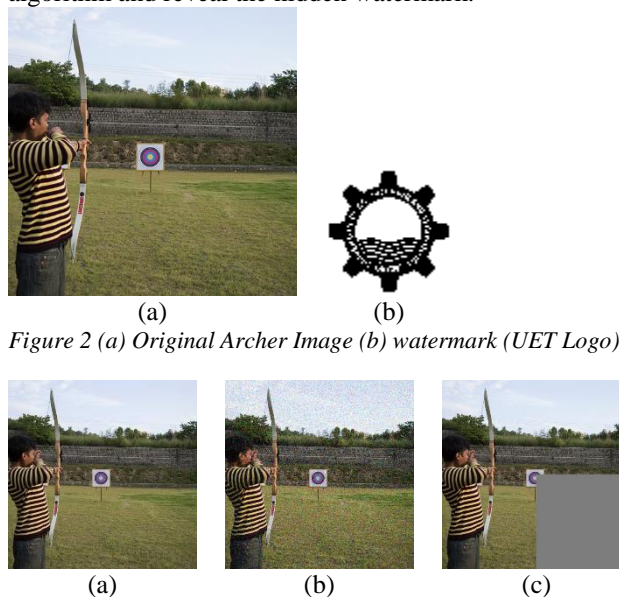 algorithm and reveal the hidden watermark.
(a) (b)
Figure 2 (a) Original Archer Image (b) watermark (UET Logo)
(a) (b) (c)